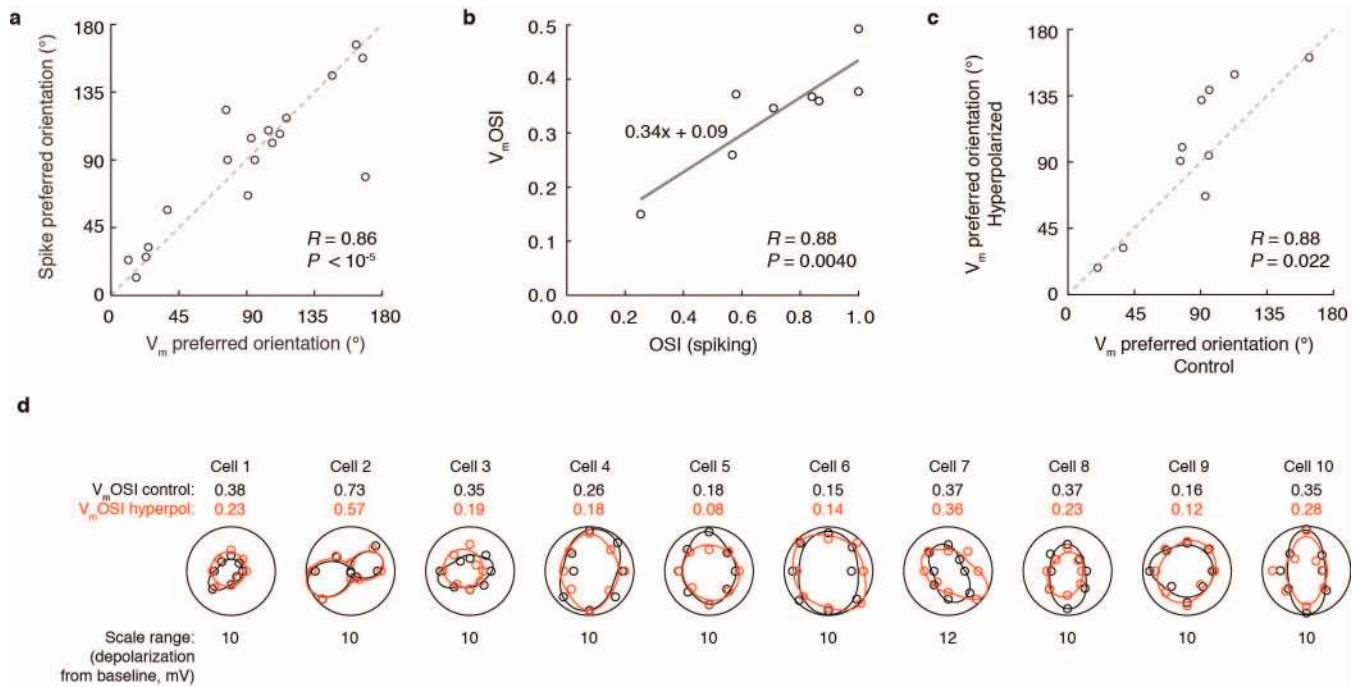 a
b
c
180
135
90
45
0
Spike preferred orientation (°)
R = 0.86
P < 10-5
0 45 90 135 180
Vm preferred orientation (°)
0.5
0.4
0.3
0.2
0.1
0.0
VmOSI
0.34x + 0.09
R = 0.88
P = 0.0040
0.0 0.2 0.4 0.6 0.8 1.0
OSI (spiking)
180
135
90
45
0
Vm preferred orientation (°)
Hyperpolarized
R = 0.88
P = 0.022
0 45 90 135 180
Vm preferred orientation (°)
Control
d
Cell 1 Cell 2 Cell 3 Cell 4 Cell 5 Cell 6 Cell 7 Cell 8 Cell 9 Cell 10
VmOSI control: 0.38 0.73 0.35 0.26 0.18 0.15 0.37 0.37 0.16 0.35
VmOSI hyperpol: 0.23 0.57 0.19 0.18 0.08 0.14 0.36 0.23 0.12 0.28
Scale range: 10 10 10 10 10 10 12 10 10 10
(depolarization
from baseline, mV)